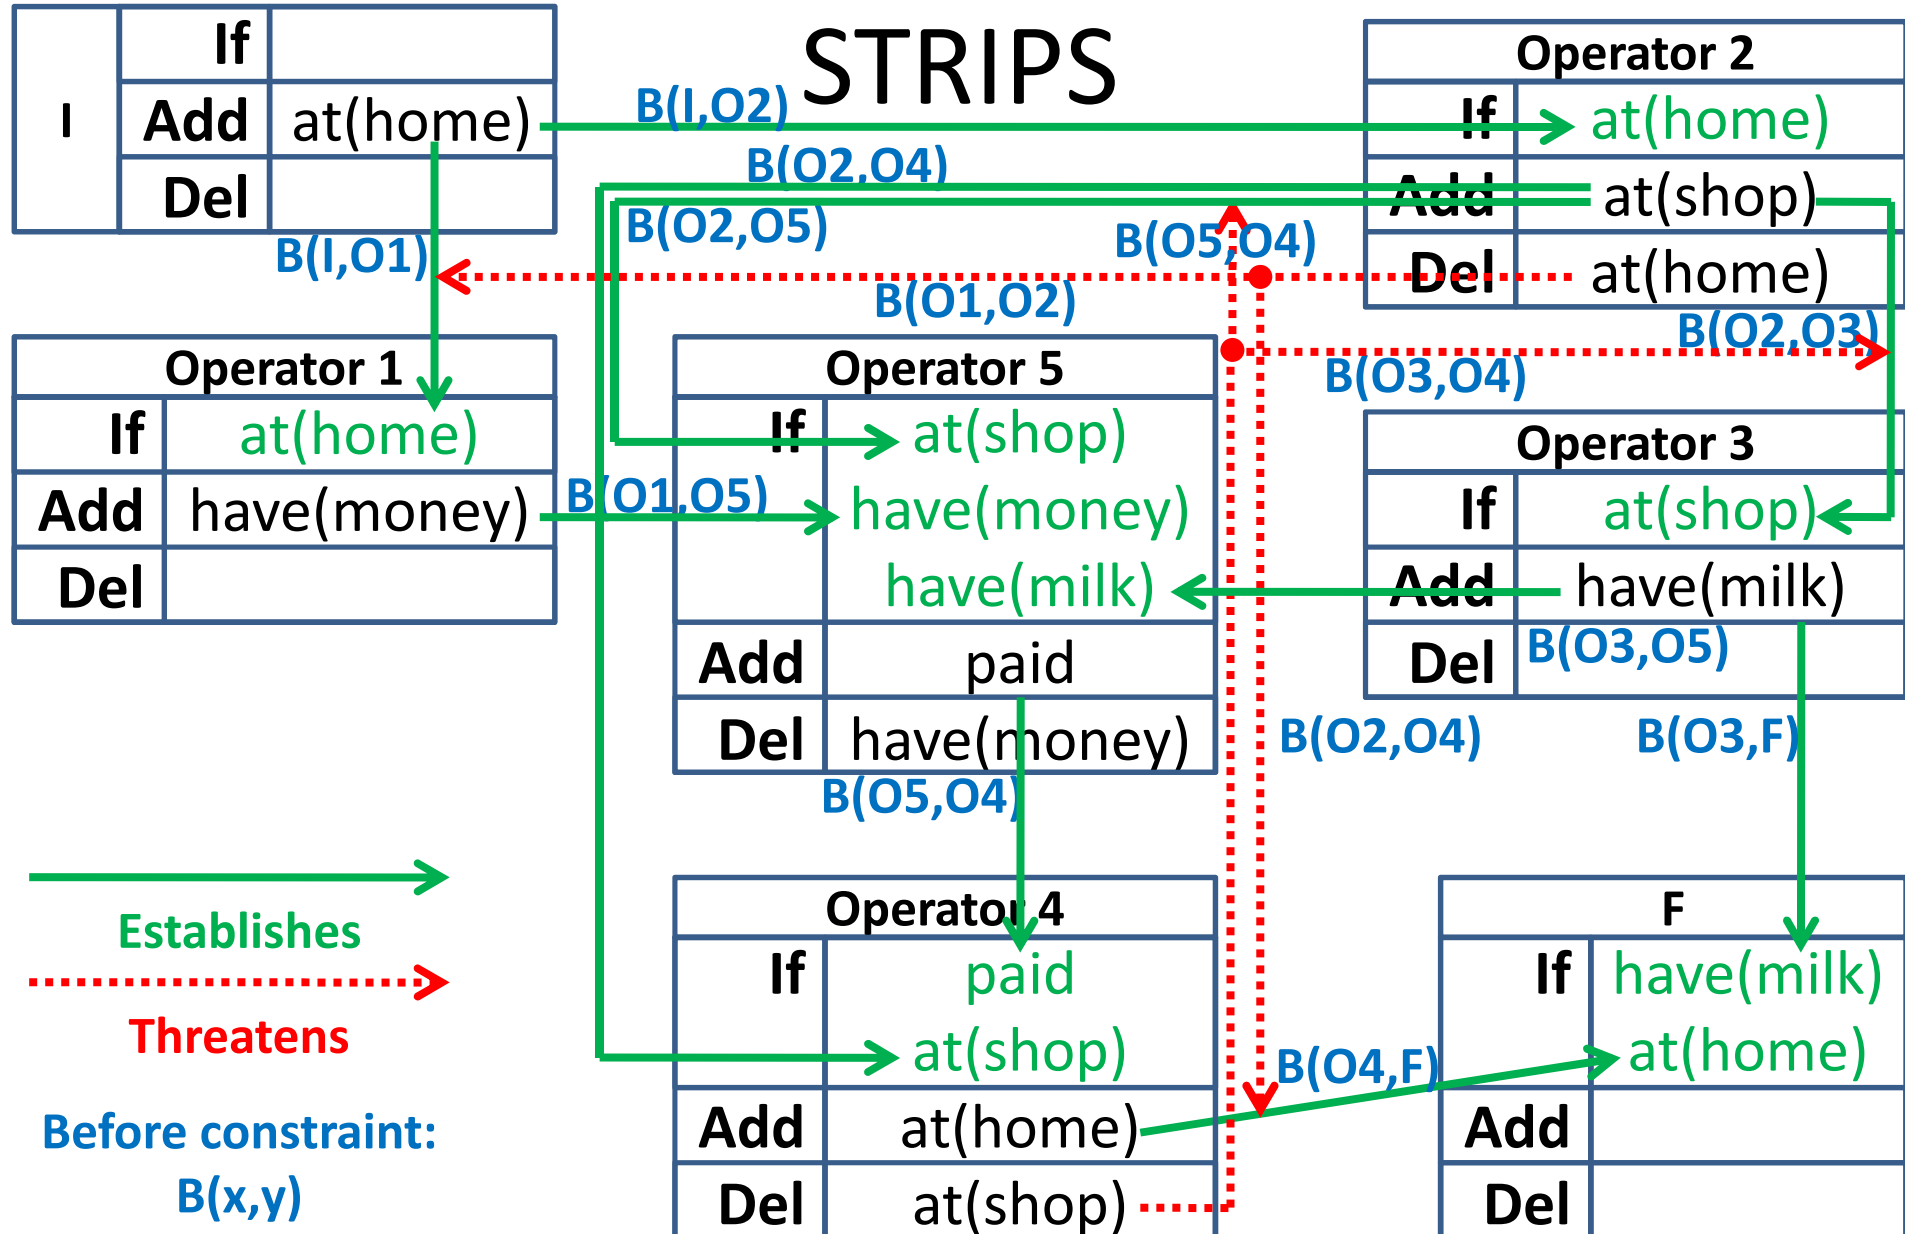 STRIPS
I
If
Add at(home)
Del
B(I,O2)
B(O2,O4)
B(O2,O5)
B(I,O1)
B(O5,O4)
B(O1,O2)
Operator 2
If at(home)
Add at(shop)
Del at(home)
B(O2,O3)
B(O3,O4)
Operator 1
If at(home)
Add have(money)
Del
B(O1,O5)
Operator 5
If at(shop)
have(money)
have(milk)
Add paid
Del have(money)
B(O5,O4)
Operator 3
If at(shop)
Add have(milk)
Del
B(O3,O5)
B(O2,O4)
B(O3,F)
Establishes
Threatens
Before constraint:
B(x,y)
Operator 4
If paid
at(shop)
Add at(home)
Del at(shop)
B(O4,F)
F
If have(milk)
at(home)
Add
Del